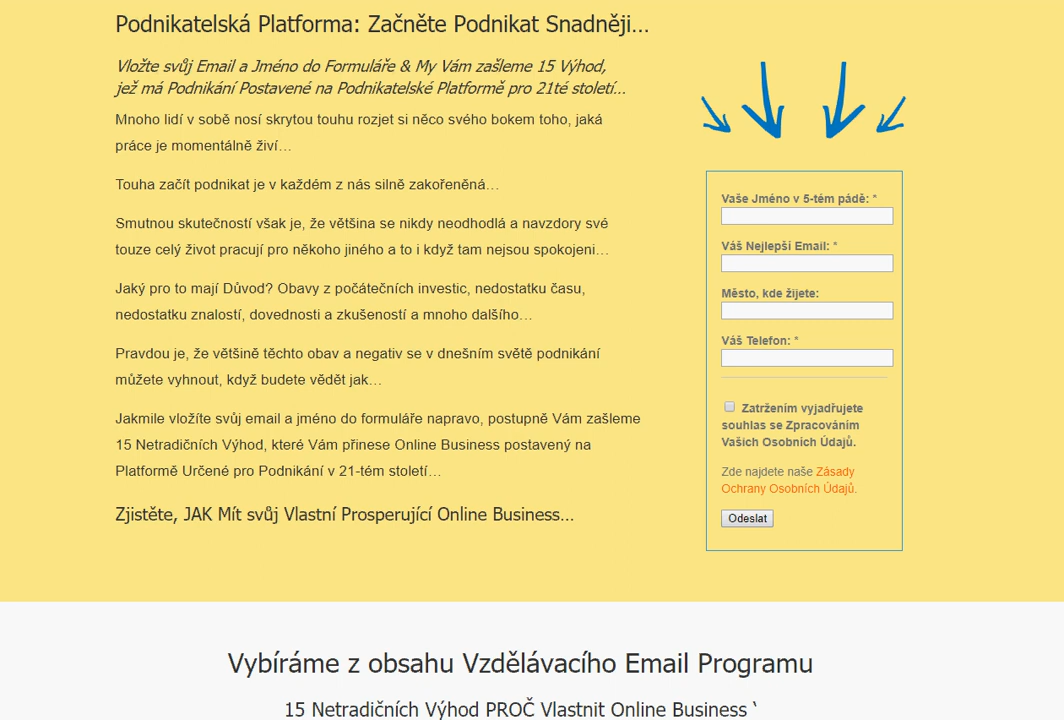 Podnikatelská Platforma: Začněte Podnikat Snadněji...
Vložte svůj Email a Jméno do Formuláře & My Vám zašleme 15 Výhod,
jež má Podnikání Postavené na Podnikatelské Platformě pro 21té století...
Mnoho lidí v sobě nosí skrytou touhu rozjet si něco svého bokem toho, jaká
práce je momentálně živí...
Touha začít podnikat je v každém z nás silně zakořeněná...
Smutnou skutečností však je, že většina se nikdy neodhodlá a navzdory své
touze celý život pracují pro někoho jiného a to i když tam nejsou spokojeni...
Jaký pro to mají Důvod? Obavy z počátečních investic, nedostatku času,
nedostatku znalostí, dovednosti a zkušeností a mnoho dalšího...
Pravdou je, že většině těchto obav a negativ se v dnešním světě podnikání
můžete vyhnout, když budete vědět jak...
Jakmile vložíte svůj email a jméno do formuláře napravo, postupně Vám zašleme
15 Netradičních Výhod, které Vám přinese Online Business postavený na
Platformě Určené pro Podnikání v 21-tém století...
Zjistěte, JAK Mít svůj Vlastní Prosperující Online Business...
Vaše Jméno v 5-tém pádě: *
Váš Nejlepší Email: *
Město, kde žijete:
Váš Telefon: *
Zatržením vyjadřujete
souhlas se Zpracováním
Vašich Osobních Údajů.
Zde najdete naše Zásady
Ochrany Osobních Údajů.
Odeslat
Vybíráme z obsahu Vzdělávacího Email Programu
15 Netradičních Výhod PROČ Vlastnit Online Business `